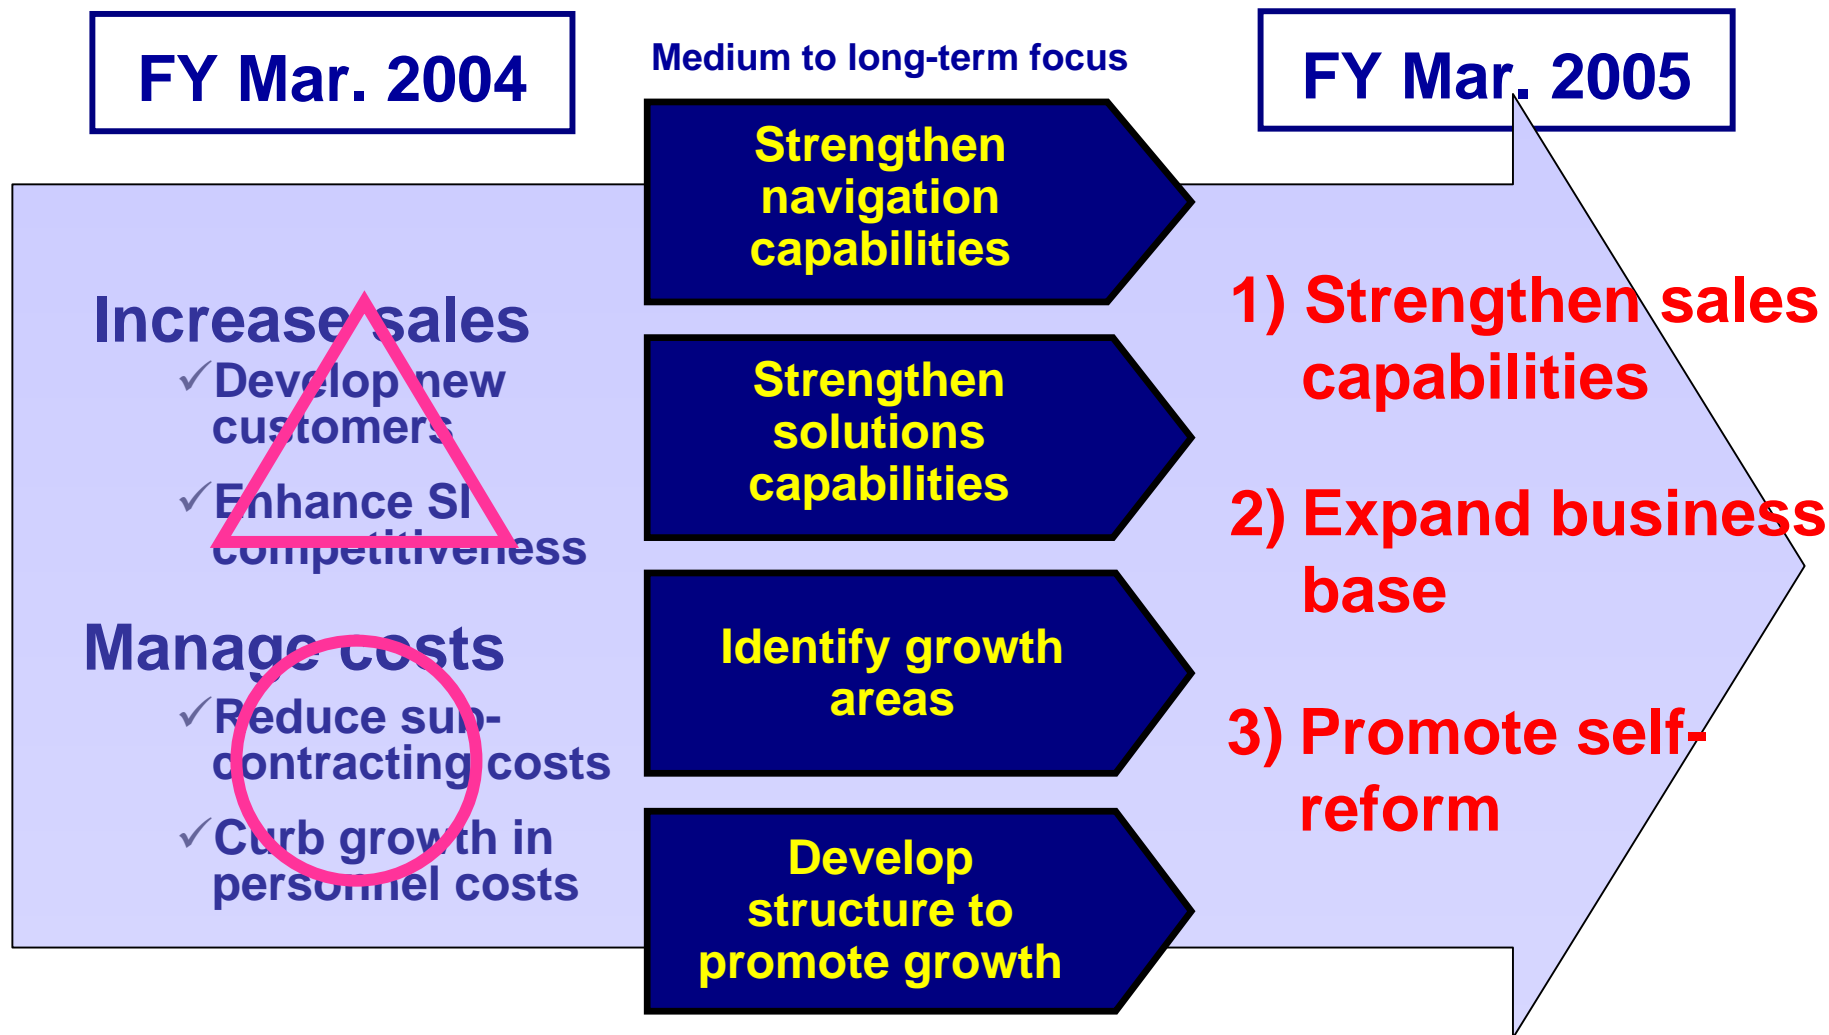 FY Mar. 2004
Increase sales
✓Develop new
customers
✓Enhance SI
competitiveness
Manage costs
✓Reduce sub-
contracting costs
✓Curb growth in
personnel costs
Medium to long-term focus
Strengthen
navigation
capabilities
Strengthen
solutions
capabilities
Identify growth
areas
Develop
structure to
promote growth
FY Mar. 2005
1) Strengthen sales
capabilities
2) Expand business
base
3) Promote self-
reform